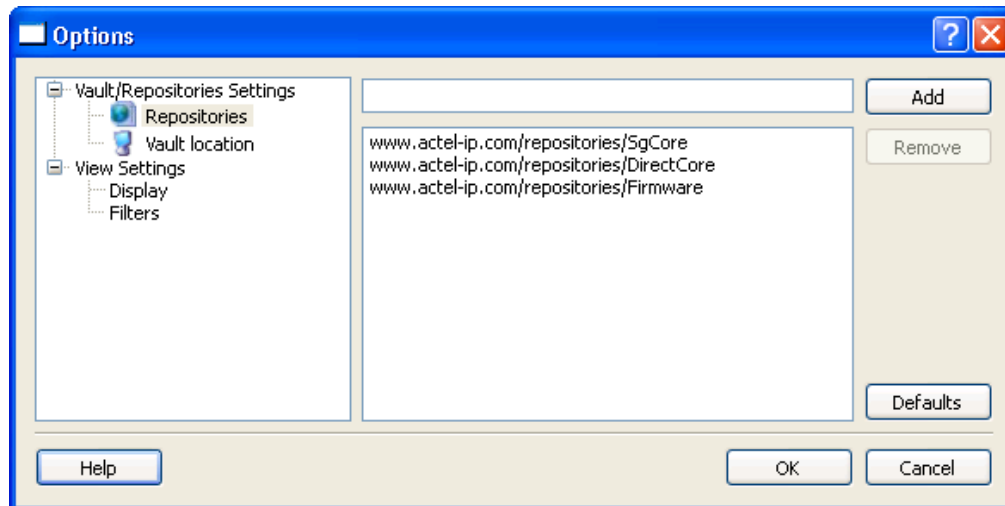 Options
Vault/Repositories Settings
Repositories
Vault location
View Settings
Display
Filters
www.actel-ip.com/repositories/SgCore
www.actel-ip.com/repositories/DirectCore
www.actel-ip.com/repositories/Firmware
Add
Remove
Defaults
Help
OK
Cancel